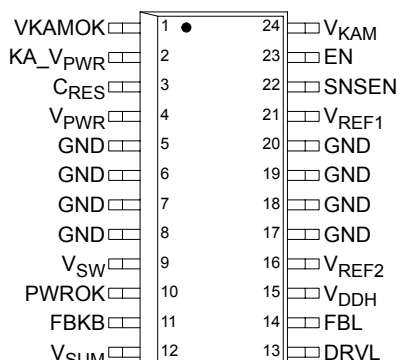 VKAMOK 1 24 VKAM
KA_VPWR 2 23 EN
CRES 3 22 SNSEN
VPWR 4 21 VREF1
GND 5 20 GND
GND 6 19 GND
GND 7 18 GND
GND 8 17 GND
VSW 9 16 VREF2
PWROK 10 15 VDDH
FBKB 11 14 FBL
VSUM 12 13 DRVL